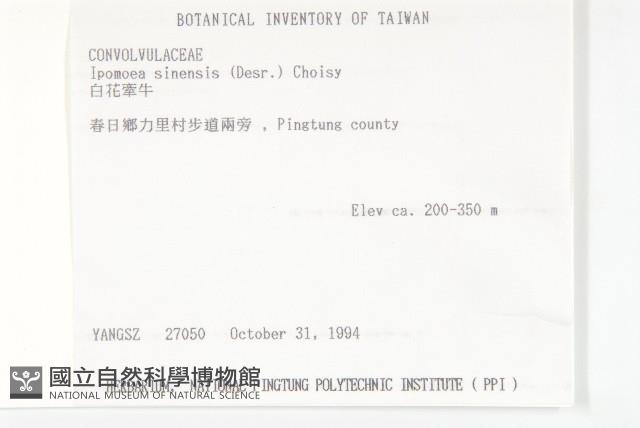 BOTANICAL INVENTORY OF TAIWAN
CONVOLVULACEAE
Ipomoea sinensis (Desr.) Choisy
白花牽牛
春日鄉力里村步道兩旁 , Pingtung county
Elev ca. 200-350 m
YANGSZ 27050 October 31, 1994
HERBARIUM, NATIONAL PINGTUNG POLYTECHNIC INSTITUTE ( PPI )
國立自然科學博物館
NATIONAL MUSEUM OF NATURAL SCIENCE